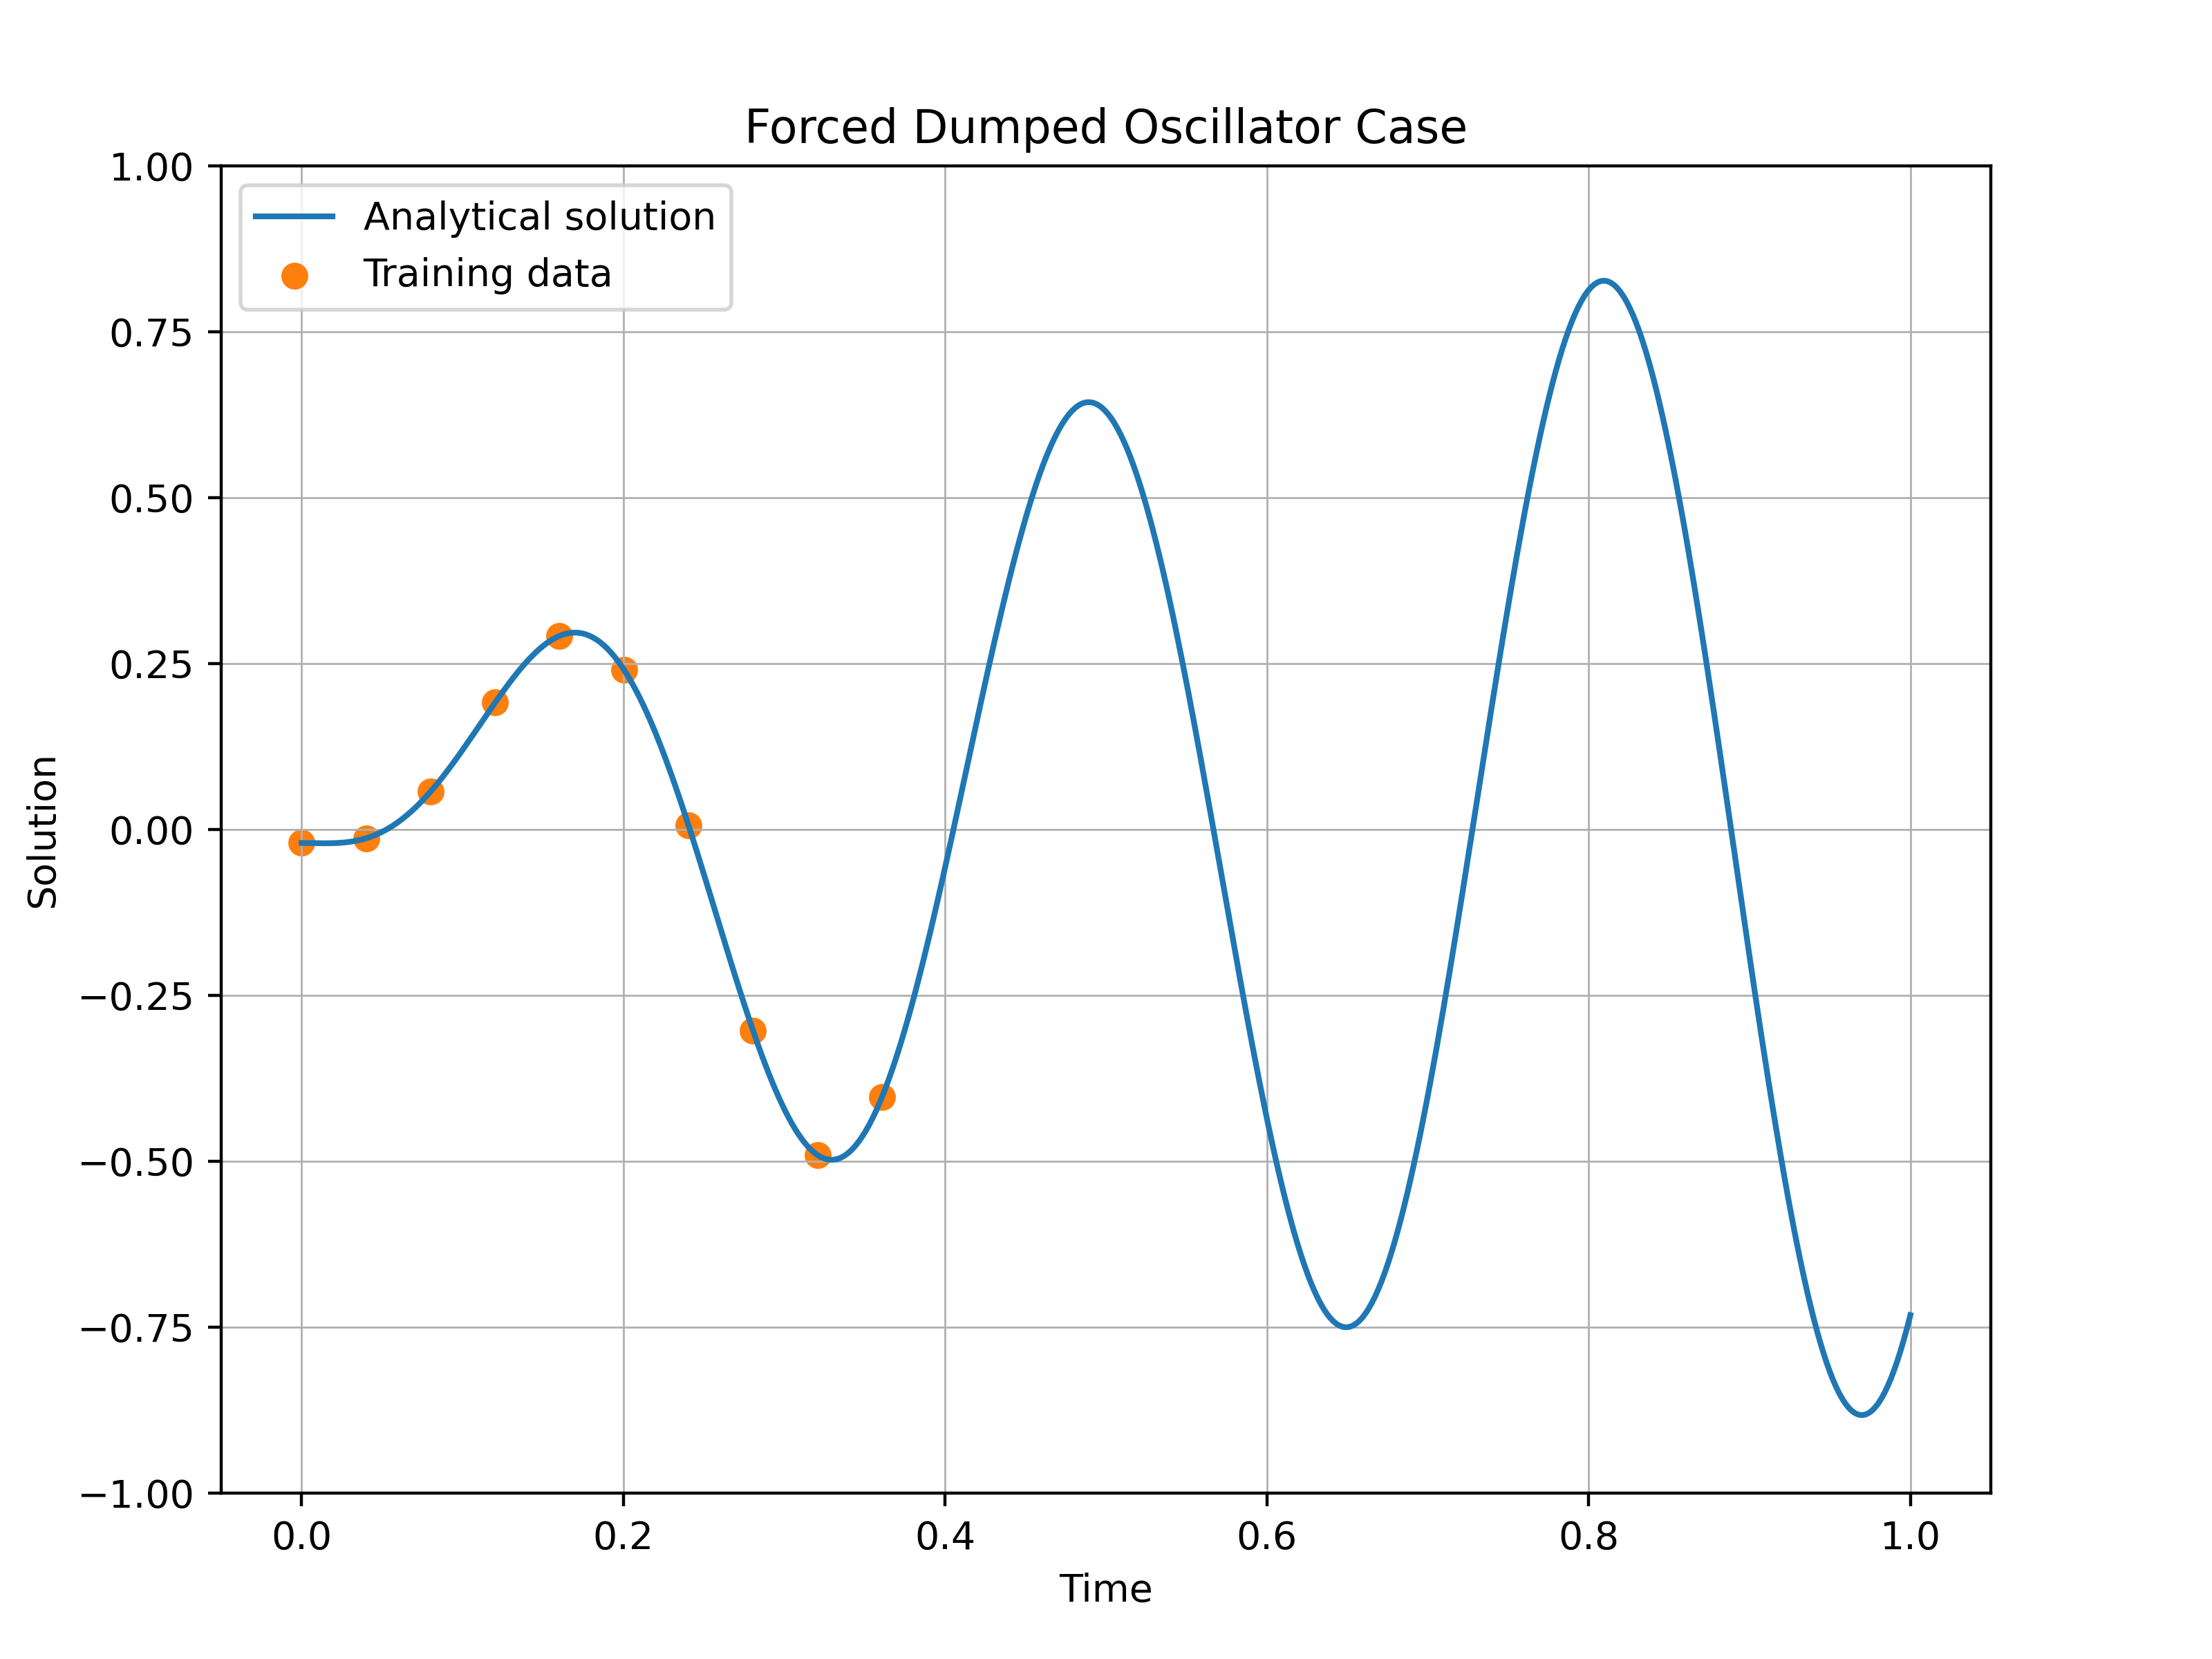 Forced Dumped Oscillator Case
1.00
0.75
0.50
0.25
0.00
−0.25
−0.50
−0.75
−1.00
Solution
Analytical solution
Training data
0.0 0.2 0.4 0.6 0.8 1.0
Time